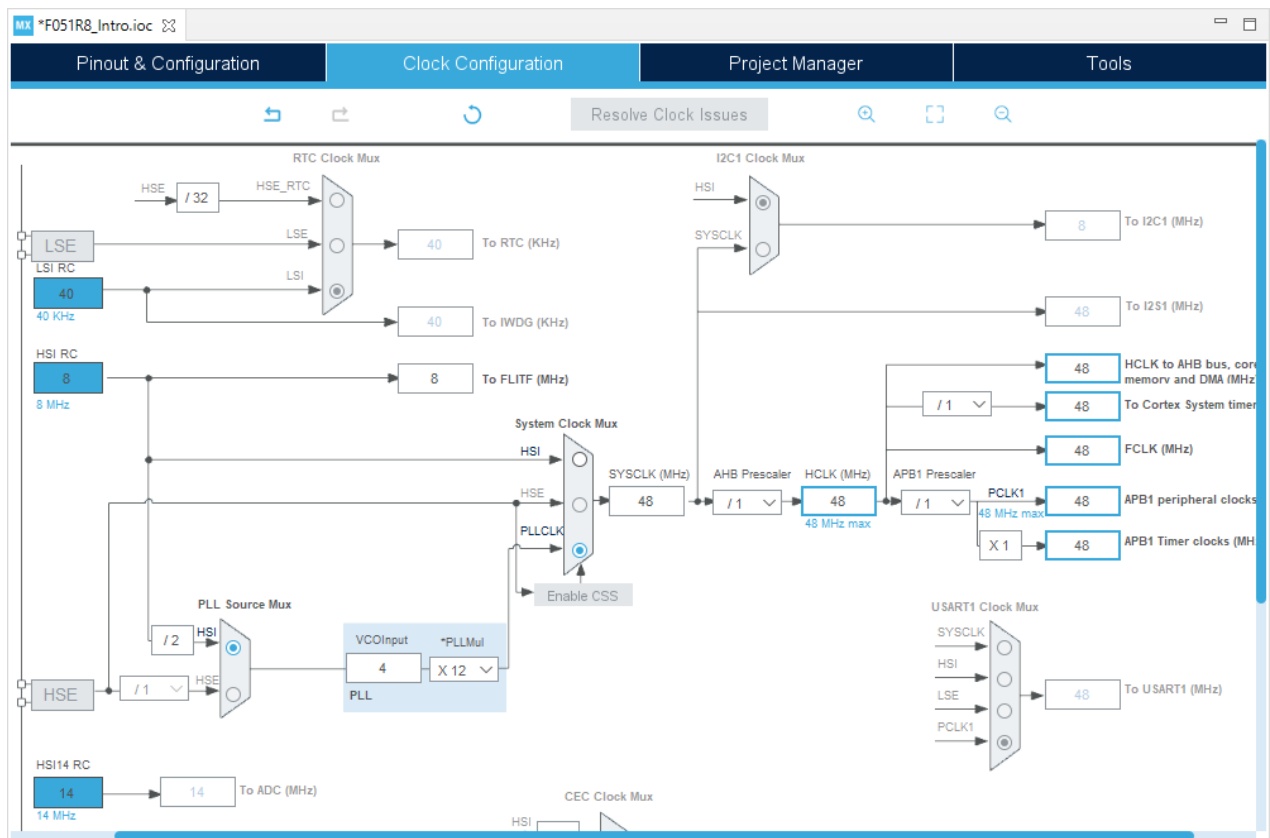 MX *F051R8_Intro.ioc
Pinout & Configuration
Clock Configuration
Project Manager
Tools
Resolve Clock Issues
RTC Clock Mux
HSE
/ 32
HSE_RTC
LSE
LSE
LSI RC
40
40 KHz
LSI
40
To RTC (KHz)
40
To IWDG (KHz)
I2C1 Clock Mux
HSI
SYSCLK
8
To I2C1 (MHz)
48
To I2S1 (MHz)
HSI RC
8
8 MHz
8
To FLITF (MHz)
System Clock Mux
HSI
HSE
PLLCLK
Enable CSS
SYSCLK (MHz)
48
AHB Prescaler
/ 1
HCLK (MHz)
48
48 MHz max
APB1 Prescaler
/ 1
48
HCLK to AHB bus, core
memory and DMA (MHz
/ 1
48
To Cortex System timer
48
FCLK (MHz)
PCLK1
48 MHz max
48
APB1 peripheral clocks
X 1
48
APB1 Timer clocks (MH
PLL Source Mux
/ 2
HSI
HSE
/ 1
HSE
VCOInput
4
*PLLMul
X 12
PLL
USART1 Clock Mux
SYSCLK
HSI
LSE
PCLK1
48
To USART1 (MHz)
HSI14 RC
14
14 MHz
14
To ADC (MHz)
CEC Clock Mux
HSI